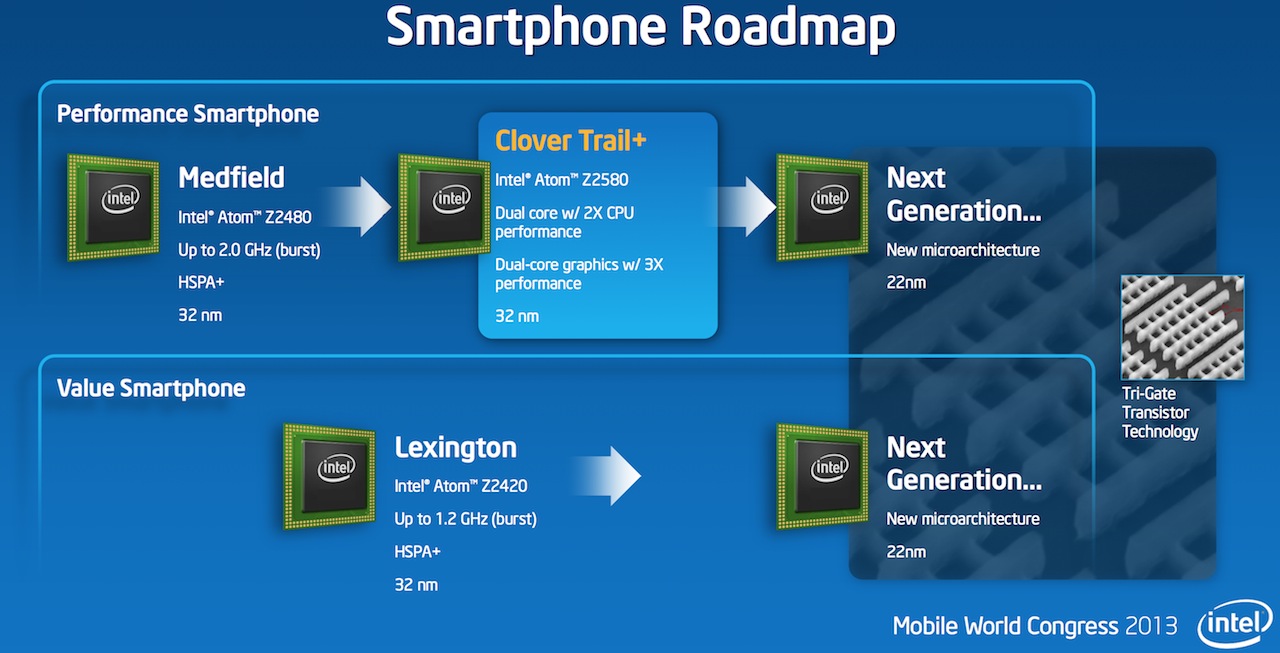 Smartphone Roadmap
Performance Smartphone
intel
Medfield
Intel® Atom™ Z2480
Up to 2.0 GHz (burst)
HSPA+
32 nm
intel
Clover Trail+
Intel® Atom™ Z2580
Dual core w/ 2X CPU
performance
Dual-core graphics w/ 3X
performance
32 nm
intel
Next
Generation...
New microarchitecture
22nm
Tri-Gate
Transistor
Technology
Value Smartphone
intel
Lexington
Intel® Atom™ Z2420
Up to 1.2 GHz (burst)
HSPA+
32 nm
intel
Next
Generation...
New microarchitecture
22nm
Mobile World Congress 2013
intel